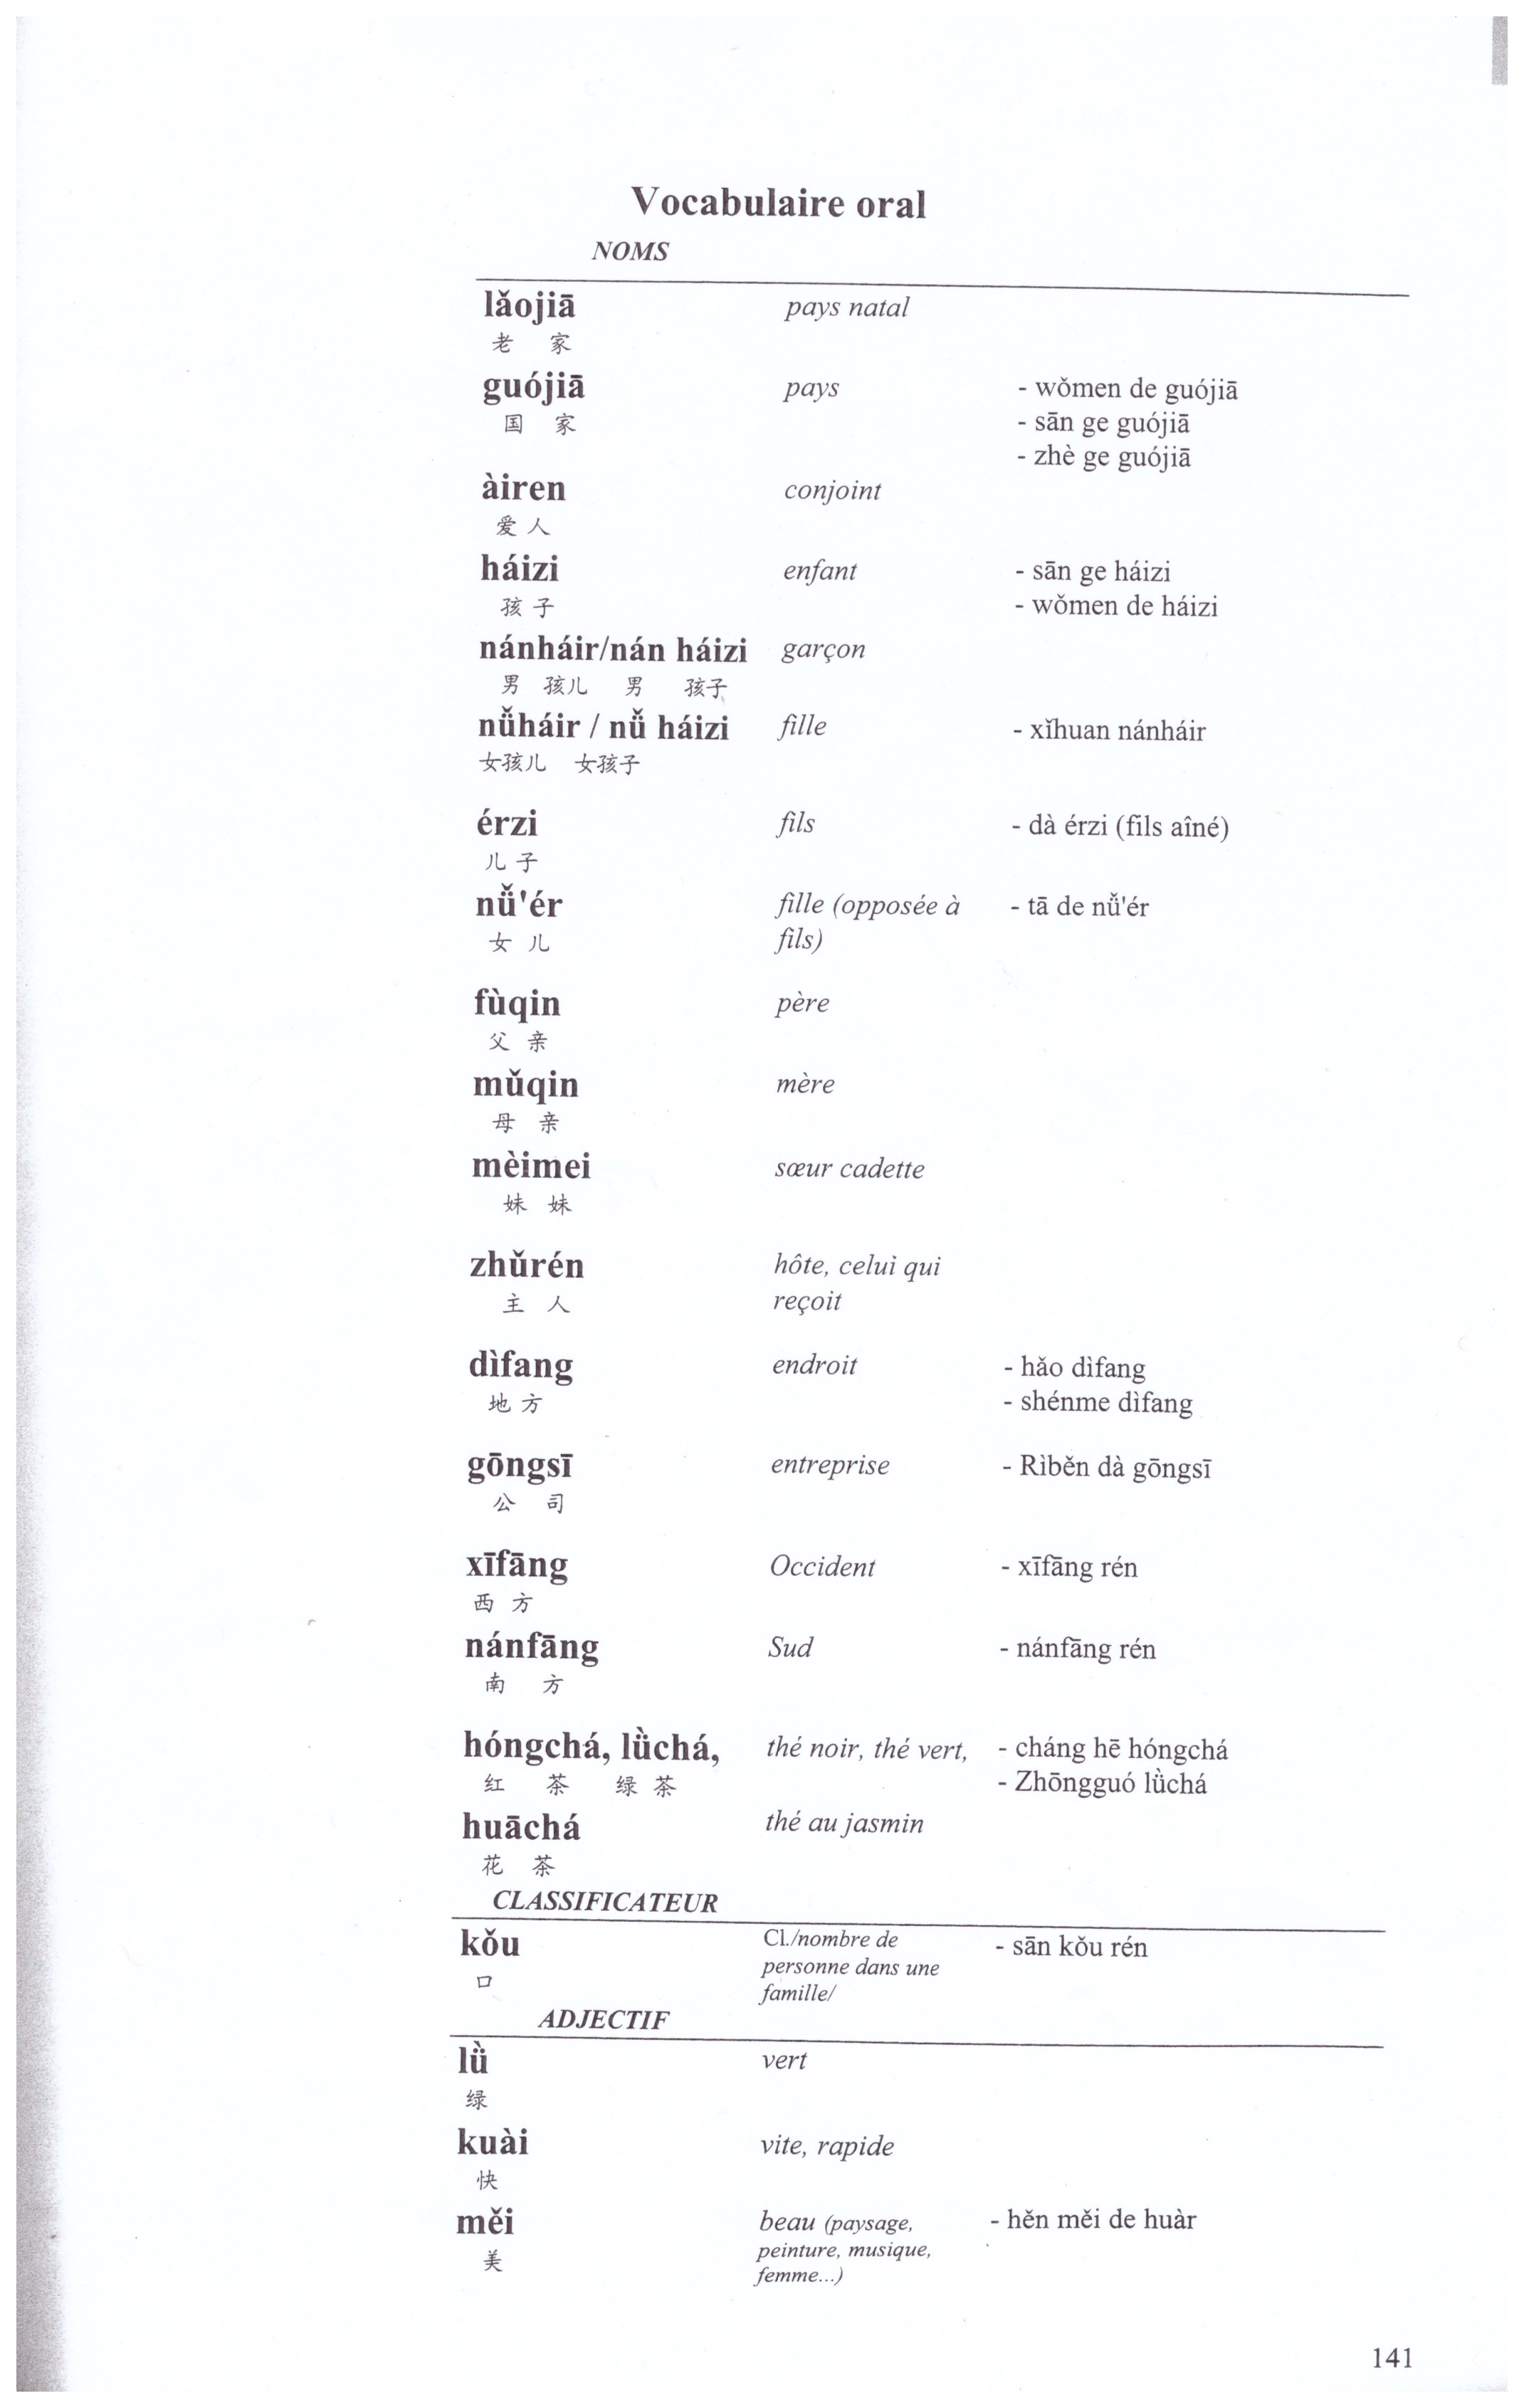 Vocabulaire oral
NOMS
lǎojiā pays natal
老 家
guójiā pays - wǒmen de guójiā
国 家 - sān ge guójiā
- zhè ge guójiā
àiren conjoint
爱 人
háizi enfant - sān ge háizi
孩 子 - wǒmen de háizi
nánháir/nán háizi garçon
男 孩儿 男 孩子
nǚháir / nǚ háizi fille - xǐhuan nánháir
女孩儿 女孩子
érzi fils - dà érzi (fils aîné)
儿 子
nǚ'ér fille (opposée à - tā de nǚ'ér
女 儿 fils)
fùqin père
父 亲
mǔqin mère
母 亲
mèimei sœur cadette
妹 妹
zhǔrén hôte, celui qui
主 人 reçoit
dìfang endroit - hǎo dìfang
地 方 - shénme dìfang
gōngsī entreprise - Rìběn dà gōngsī
公 司
xīfāng Occident - xīfāng rén
西 方
nánfāng Sud - nánfāng rén
南 方
hóngchá, lǜchá, thé noir, thé vert, - cháng hē hóngchá
红 茶 绿 茶 - Zhōngguó lǜchá
huāchá thé au jasmin
花 茶
CLASSIFICATEUR
kǒu Cl./nombre de - sān kǒu rén
口 personne dans une
famille/
ADJECTIF
lǜ vert
绿
kuài vite, rapide
快
měi beau (paysage, - hěn měi de huàr
美 peinture, musique,
femme...)
141